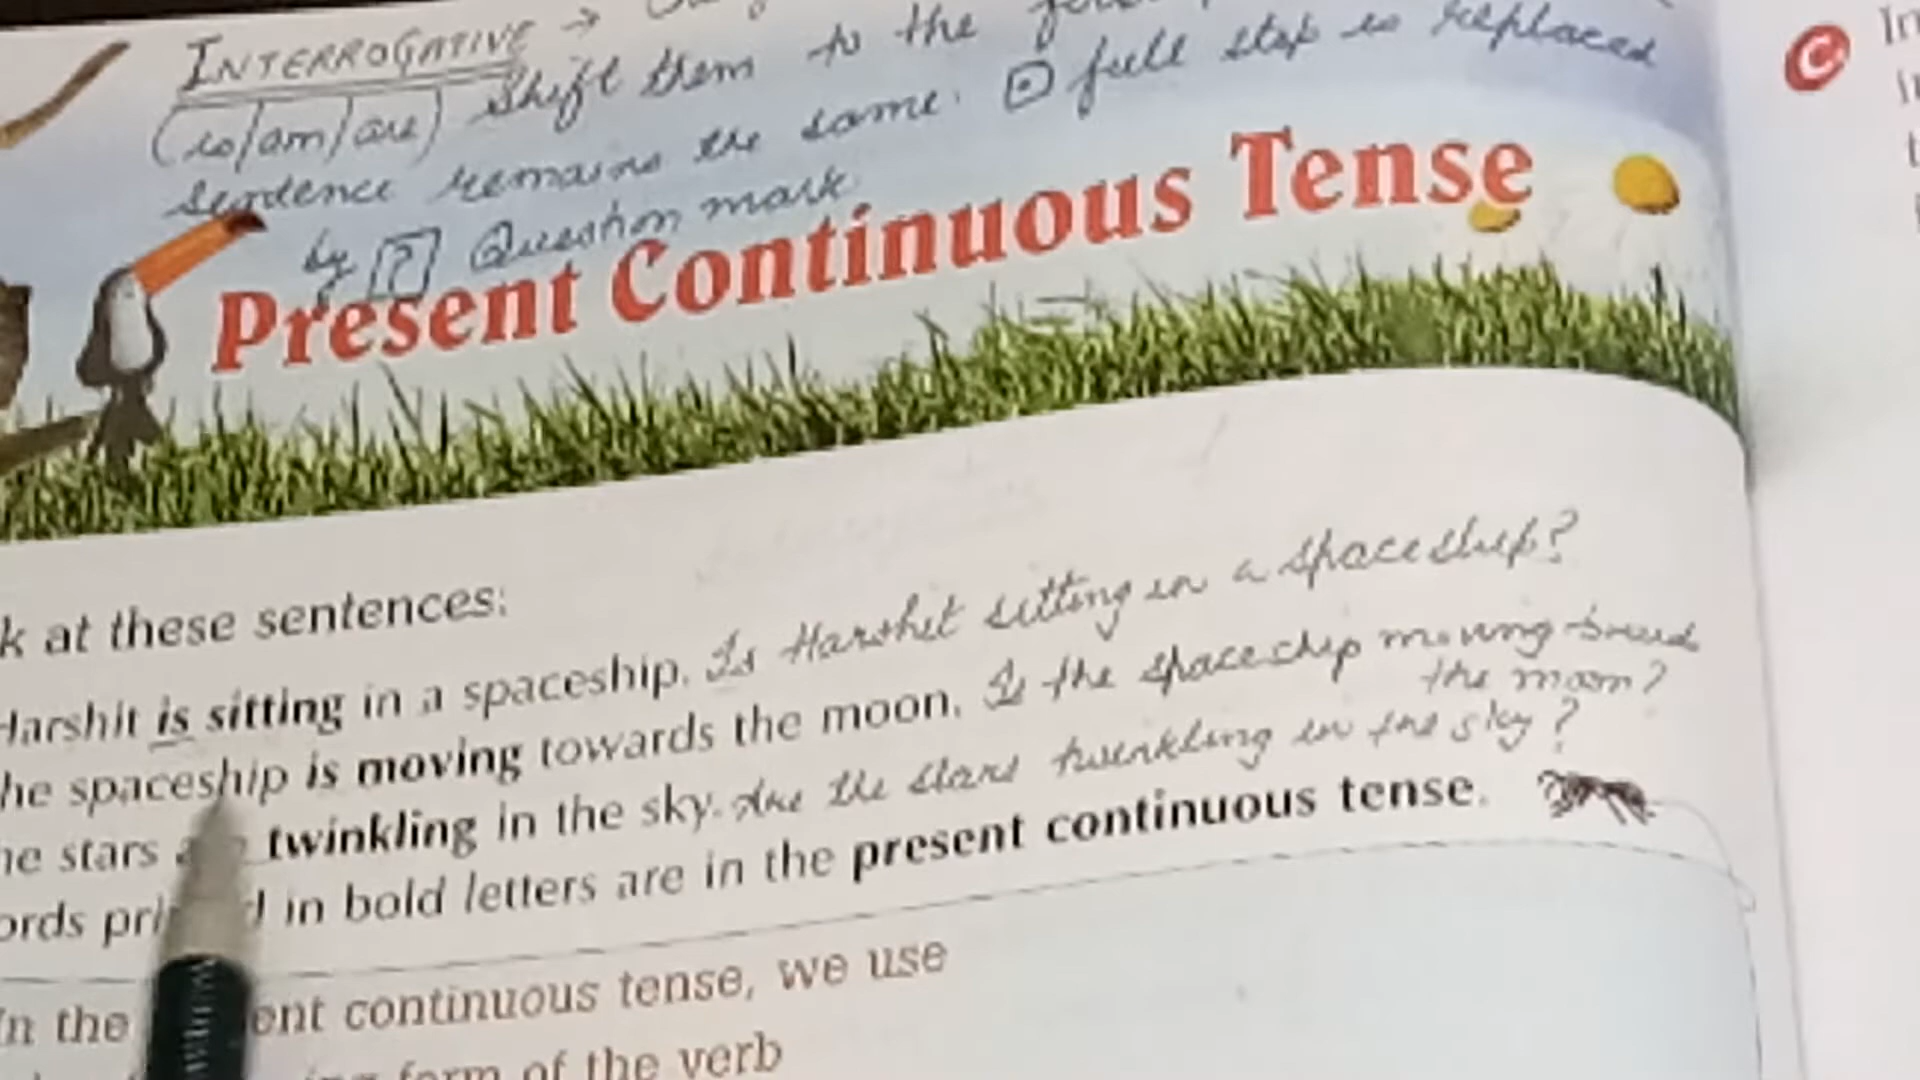 INTERROGATIVE →
(is/am/are) Shift them to the
sentence remains the same. ⊡ full stop is replaced
by [?] Question mark
Present Continuous Tense
k at these sentences:
Harshit is sitting in a spaceship. Is Harshit sitting in a spaceship?
he spaceship is moving towards the moon. Is the spaceship moving towards
the moon?
he stars twinkling in the sky. Are the stars twinkling in the sky?
ords pri d in bold letters are in the present continuous tense.
In the ent continuous tense, we use
ing form of the verb
C
In